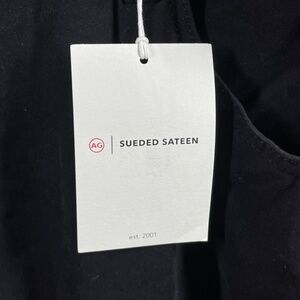 AG | SUEDED SATEEN
est. 2001